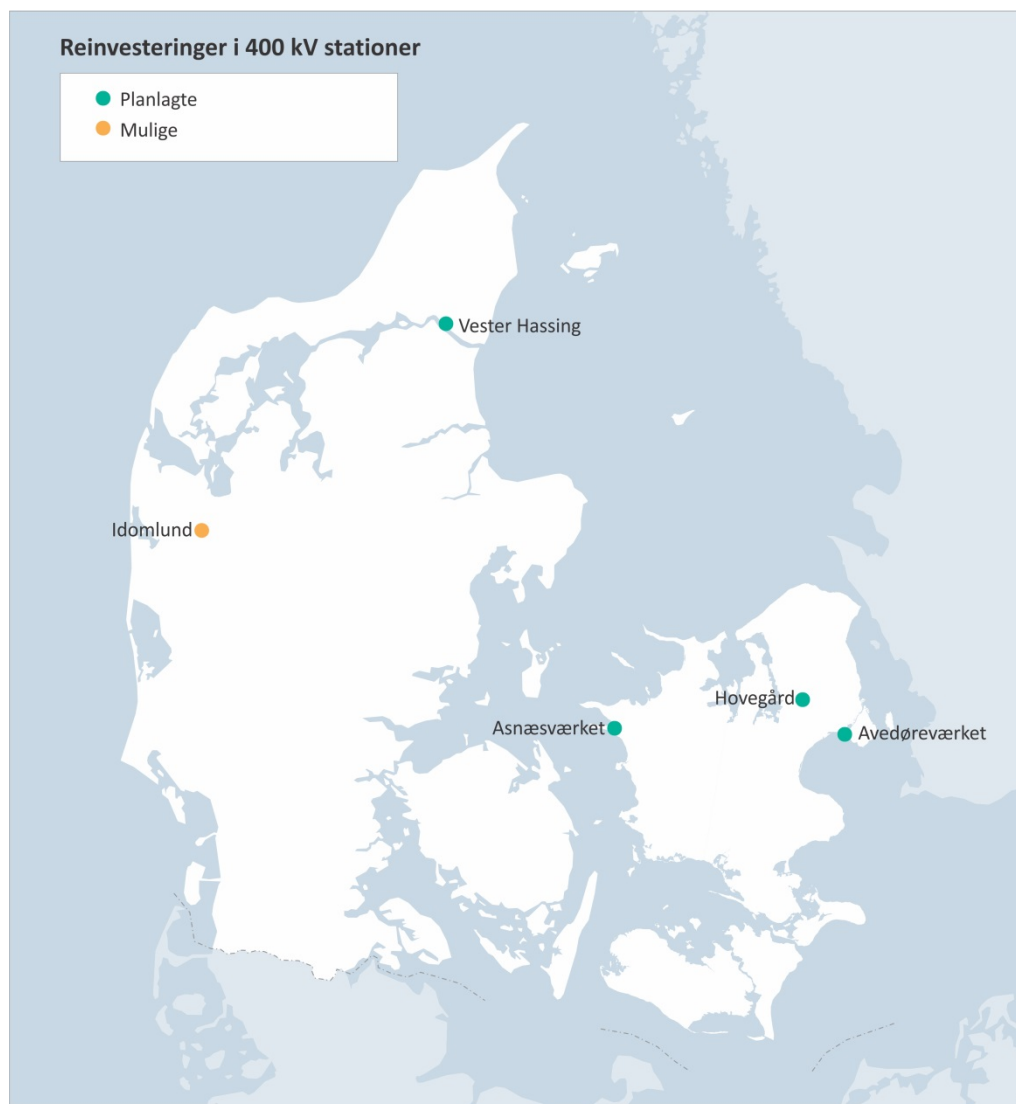 Reinvesteringer i 400 kV stationer
Planlagte
Mulige
Vester Hassing
Idomlund
Hovegård
Asnæsværket
Avedøreværket